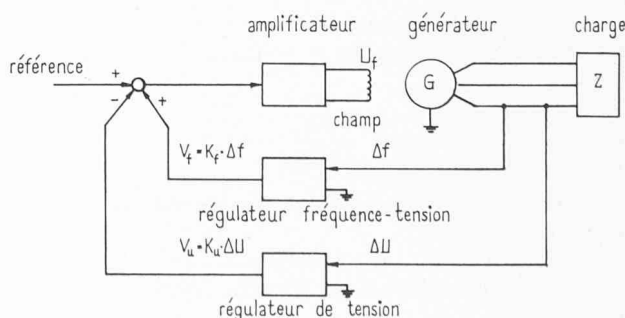 amplificateur
générateur
charge
référence
+
-
+
U_f
G
Z
champ
V_f = K_f · Δf
Δf
régulateur fréquence-tension
V_u = K_u · ΔU
ΔU
régulateur de tension